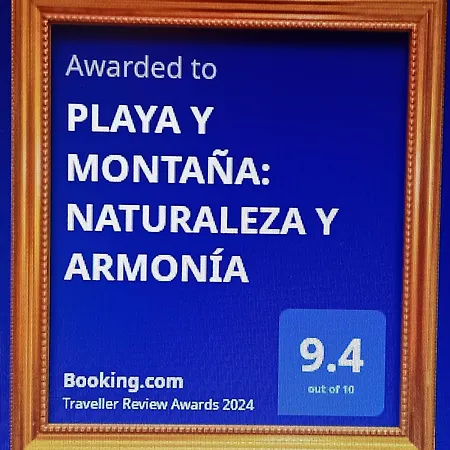 Awarded to
PLAYA Y
MONTAÑA:
NATURALEZA Y
ARMONÍA
9.4
out of 10
Booking.com
Traveller Review Awards 2024